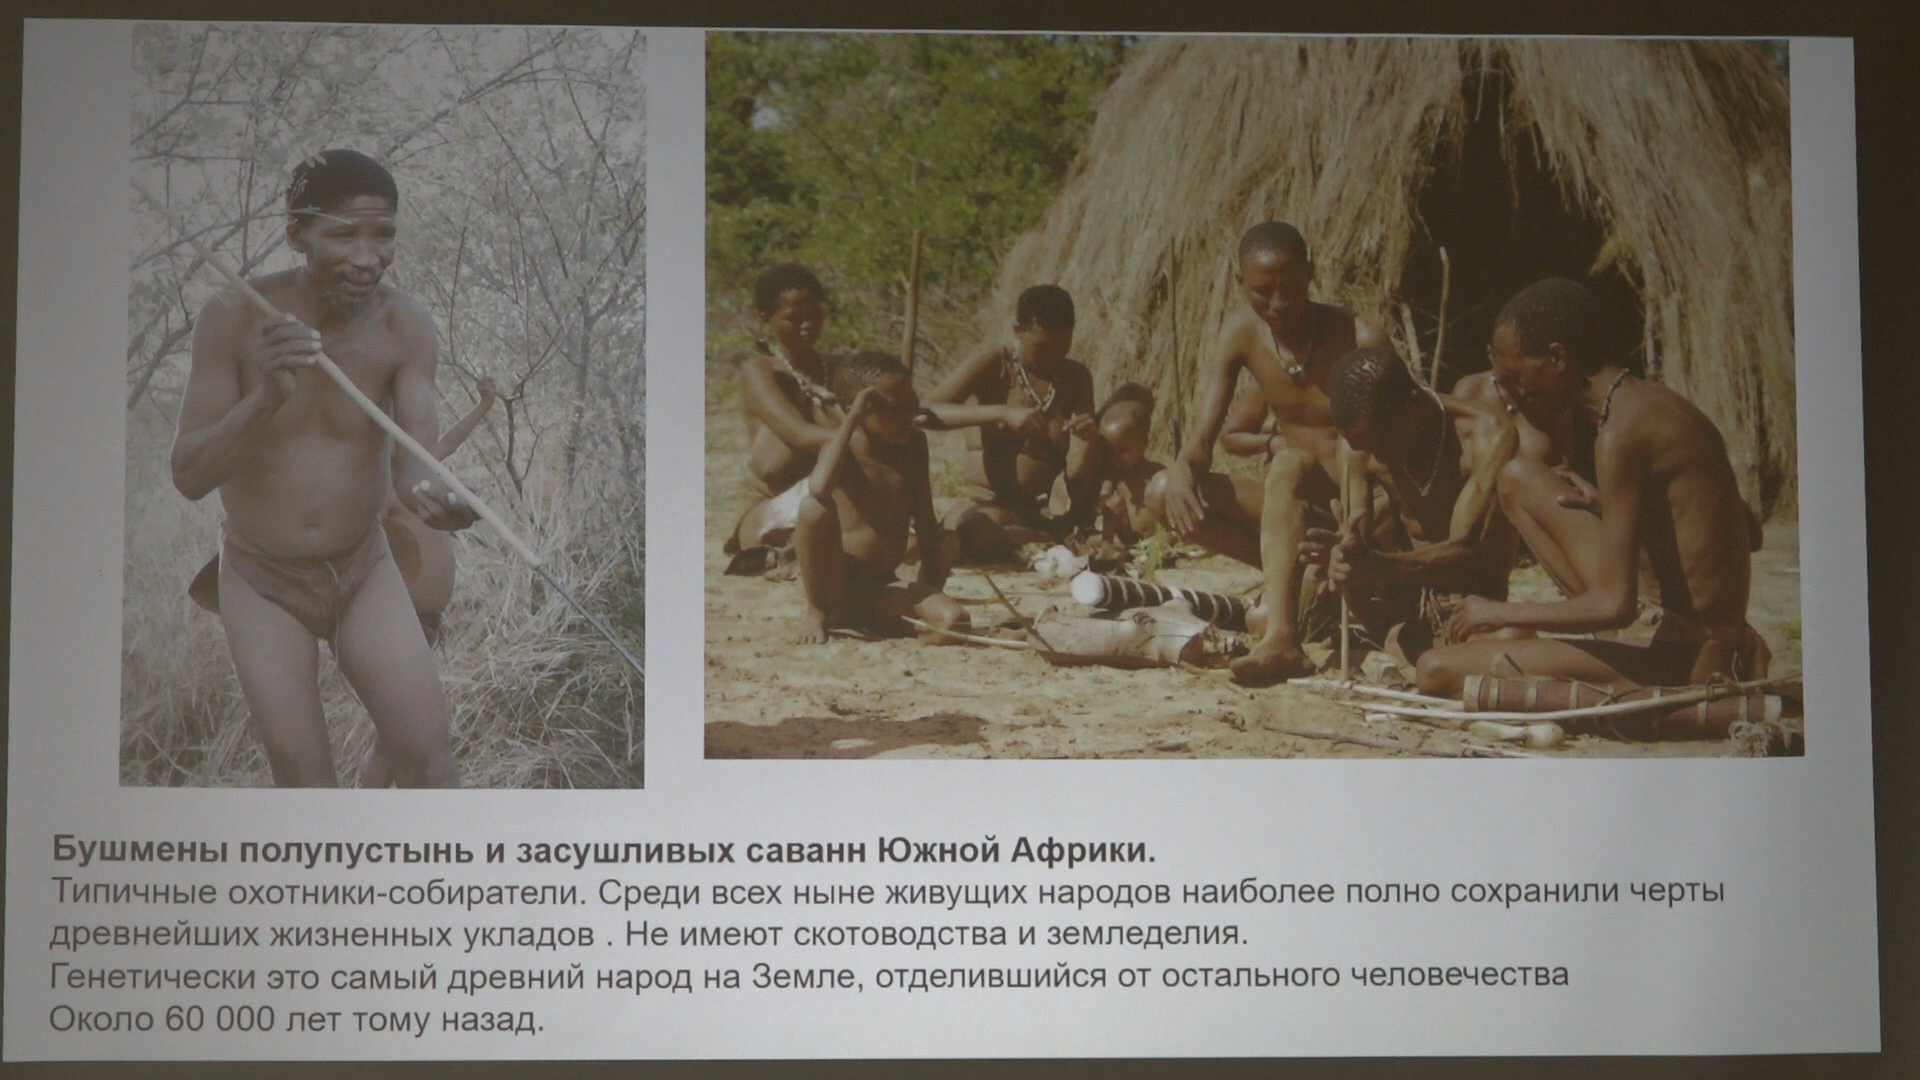 Бушмены полупустынь и засушливых саванн Южной Африки.
Типичные охотники-собиратели. Среди всех ныне живущих народов наиболее полно сохранили черты
древнейших жизненных укладов . Не имеют скотоводства и земледелия.
Генетически это самый древний народ на Земле, отделившийся от остального человечества
Около 60 000 лет тому назад.